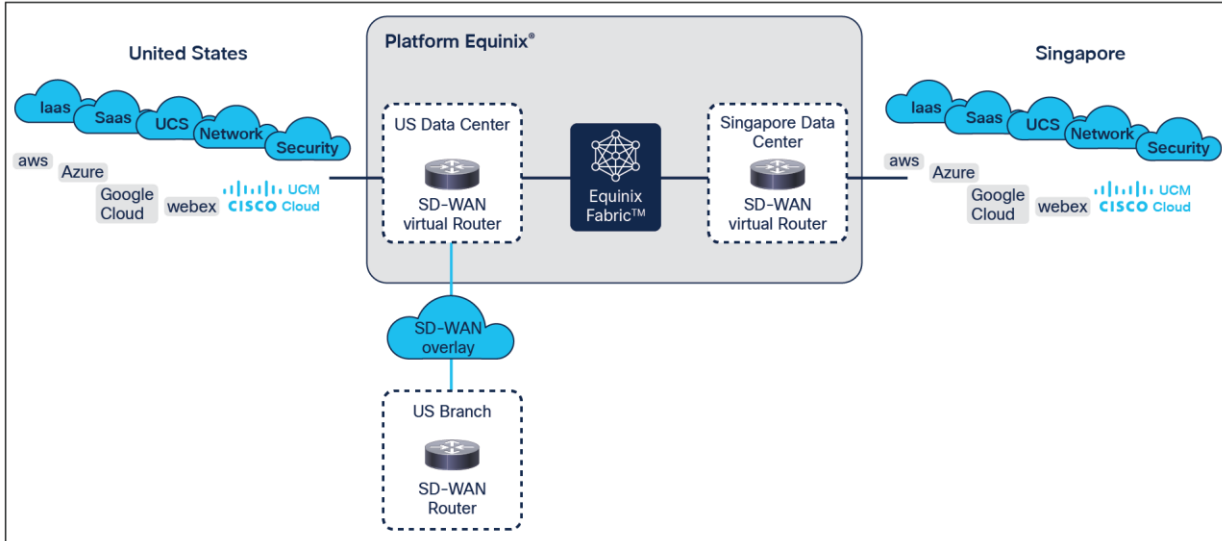 Platform Equinix®
United States
Iaas
Saas
UCS
Network
Security
aws
Azure
Google
Cloud
webex
CISCO
UCM
Cloud
US Data Center
SD-WAN
virtual Router
Equinix
Fabric™
Singapore Data
Center
SD-WAN
virtual Router
Singapore
Iaas
Saas
UCS
Network
Security
aws
Azure
Google
Cloud
webex
CISCO
UCM
Cloud
SD-WAN
overlay
US Branch
SD-WAN
Router